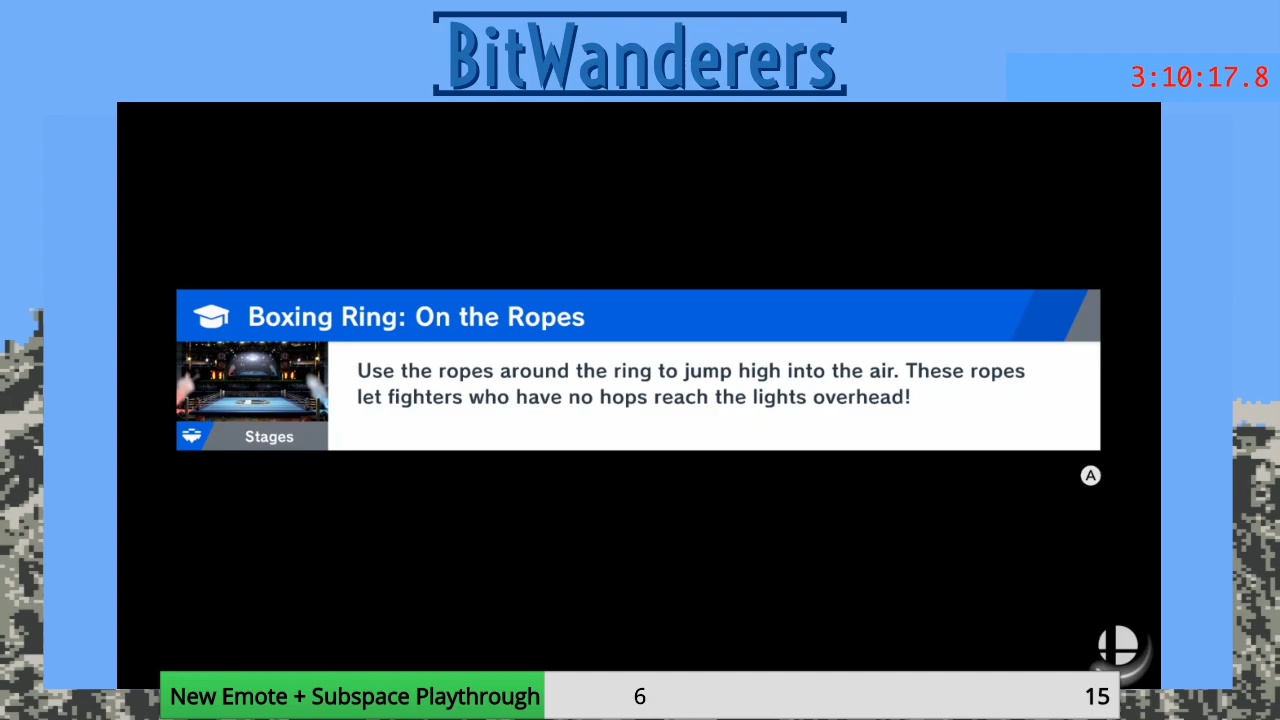 BitWanderers
3:10:17.8
Boxing Ring: On the Ropes
Use the ropes around the ring to jump high into the air. These ropes
let fighters who have no hops reach the lights overhead!
Stages
A
New Emote + Subspace Playthrough 6 15